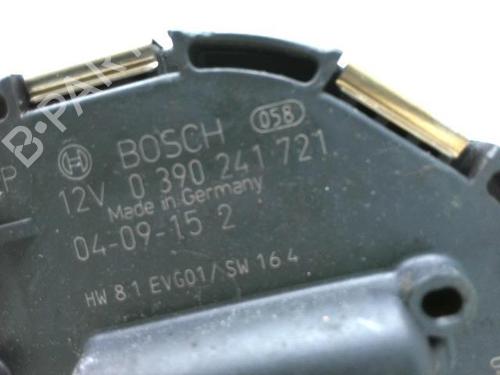 BOSCH 058
12V 0 390 241 721
Made in Germany
04-09-15 2
HW 8.1 EVG01/SW 16.4